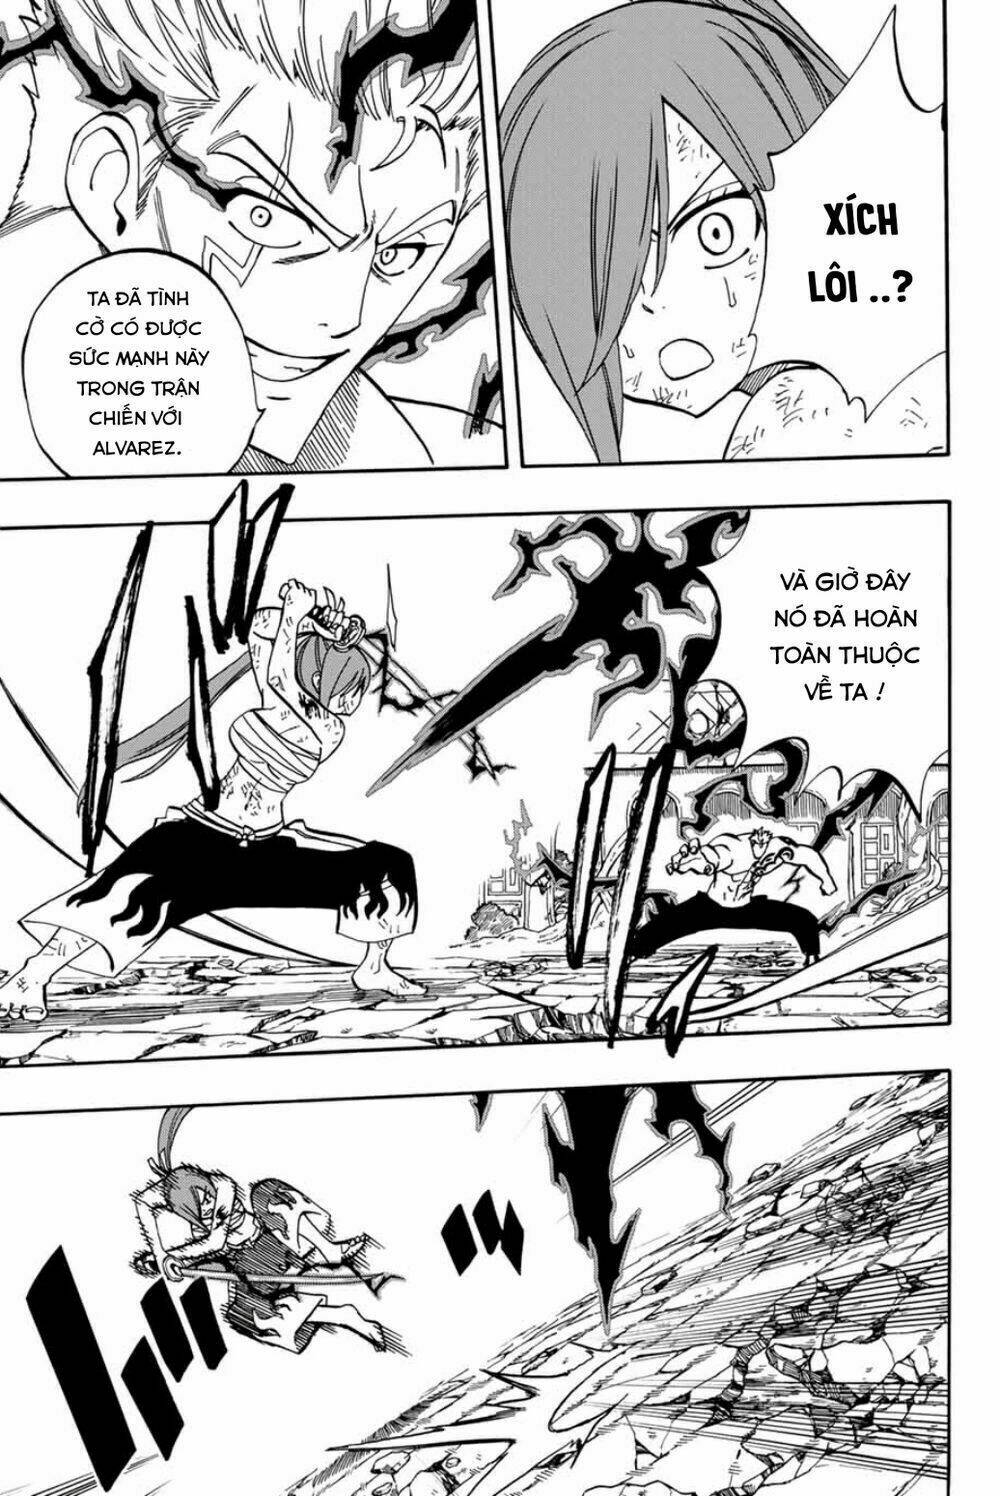 XÍCH
LÔI ..?
TA ĐÃ TÌNH
CỜ CÓ ĐƯỢC
SỨC MẠNH NÀY
TRONG TRẬN
CHIẾN VỚI
ALVAREZ.
VÀ GIỜ ĐÂY
NÓ ĐÃ HOÀN
TOÀN THUỘC
VỀ TA !